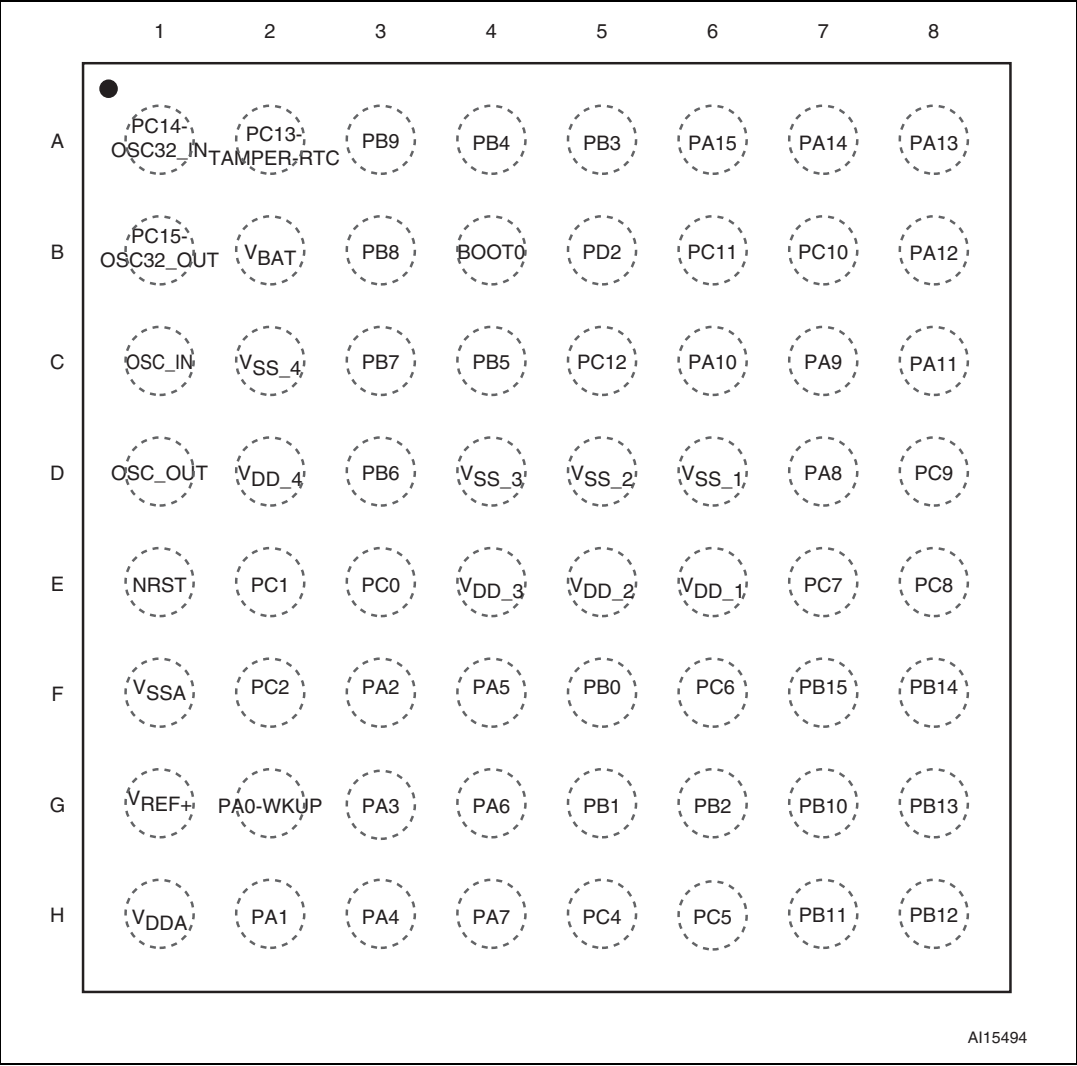 1 2 3 4 5 6 7 8
A PC14-OSC32_IN PC13-TAMPER-RTC PB9 PB4 PB3 PA15 PA14 PA13
B PC15-OSC32_OUT VBAT PB8 BOOT0 PD2 PC11 PC10 PA12
C OSC_IN VSS_4 PB7 PB5 PC12 PA10 PA9 PA11
D OSC_OUT VDD_4 PB6 VSS_3 VSS_2 VSS_1 PA8 PC9
E NRST PC1 PC0 VDD_3 VDD_2 VDD_1 PC7 PC8
F VSSA PC2 PA2 PA5 PB0 PC6 PB15 PB14
G VREF+ PA0-WKUP PA3 PA6 PB1 PB2 PB10 PB13
H VDDA PA1 PA4 PA7 PC4 PC5 PB11 PB12
AI15494